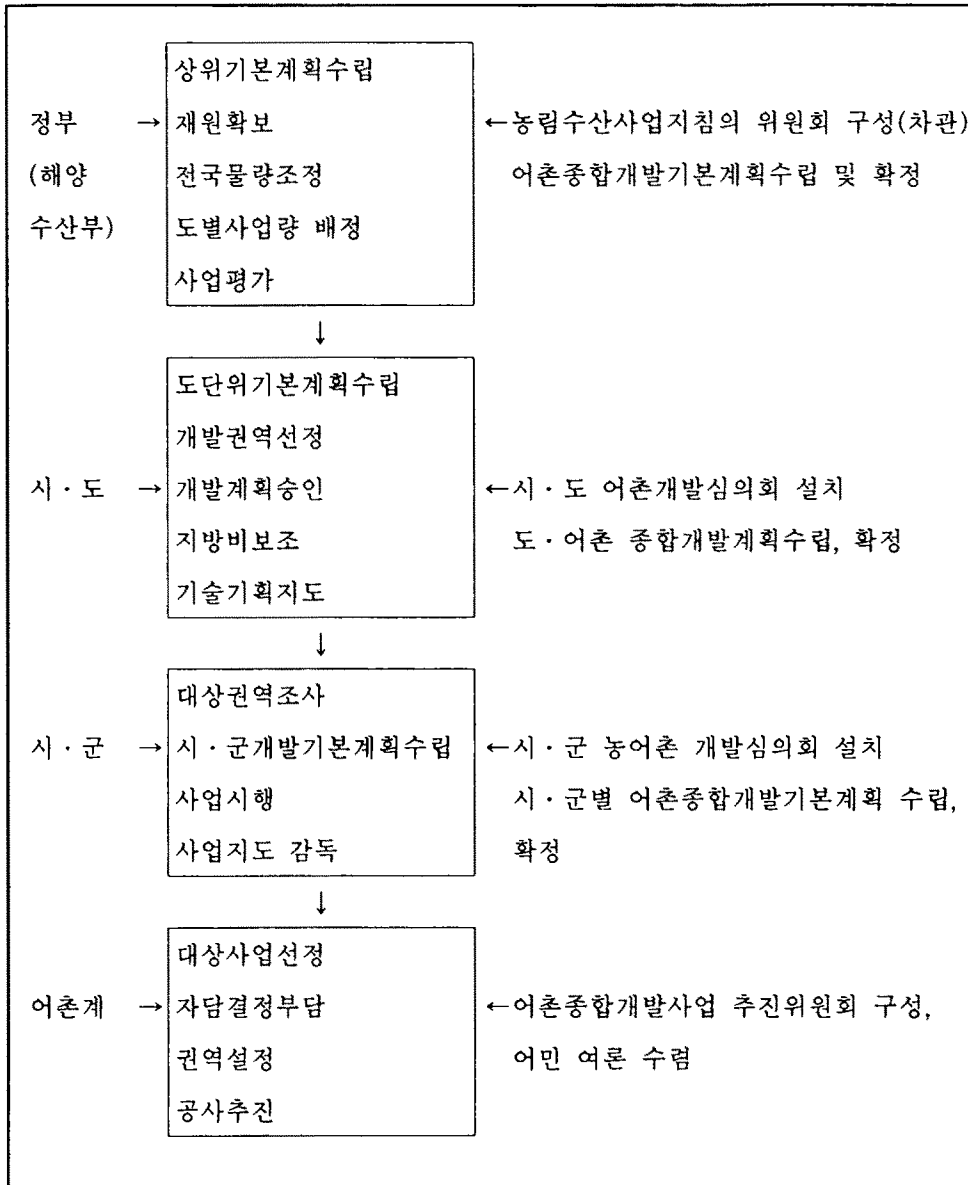 상위기본계획수립
정부 → 재원확보 ←농림수산사업지침의 위원회 구성(차관)
(해양 전국물량조정 어촌종합개발기본계획수립 및 확정
수산부) 도별사업량 배정
사업평가
↓
도단위기본계획수립
개발권역선정
시·도 → 개발계획승인 ←시·도 어촌개발심의회 설치
지방비보조 도·어촌 종합개발계획수립, 확정
기술기획지도
↓
대상권역조사
시·군 → 시·군개발기본계획수립 ←시·군 농어촌 개발심의회 설치
사업시행 시·군별 어촌종합개발기본계획 수립,
사업지도 감독 확정
↓
대상사업선정
어촌계 → 자담결정부담 ←어촌종합개발사업 추진위원회 구성,
권역설정 어민 여론 수렴
공사추진